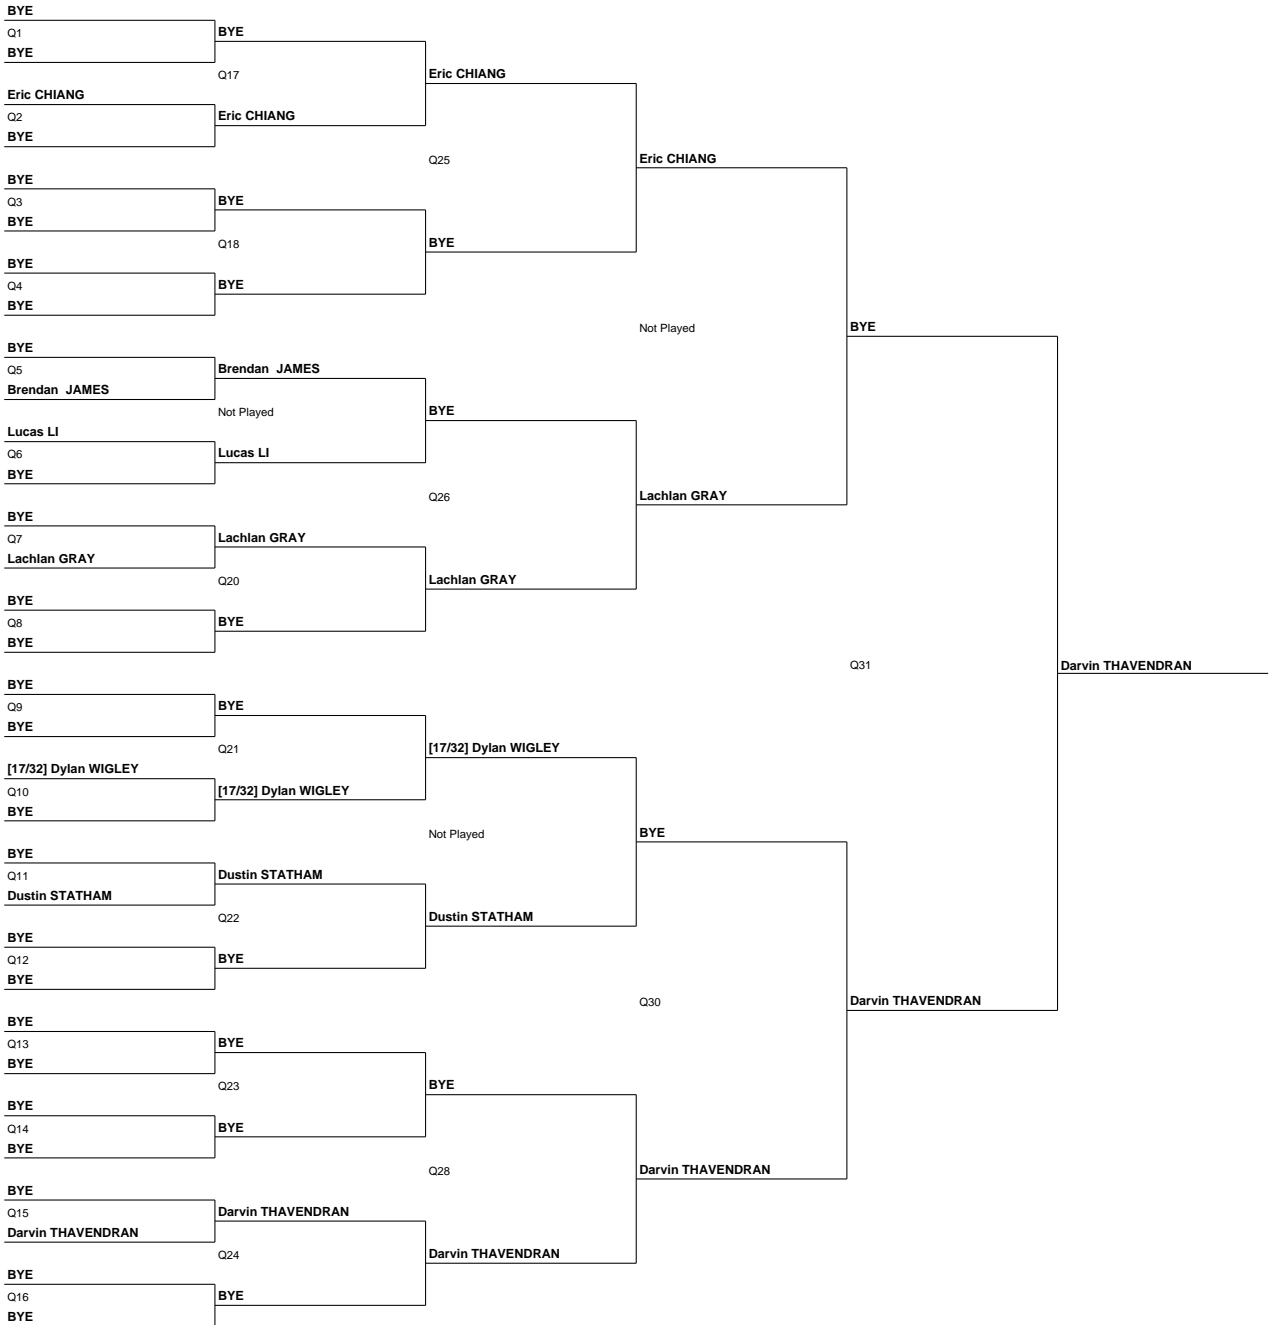 BYE
Q1
BYE
BYE
Q17
Eric CHIANG
Eric CHIANG
Q2
Eric CHIANG
BYE
Q25
Eric CHIANG
BYE
Q3
BYE
BYE
Q18
BYE
BYE
Q4
BYE
BYE
Not Played
BYE
BYE
Q5
Brendan  JAMES
Brendan  JAMES
Not Played
BYE
Lucas LI
Q6
Lucas LI
BYE
Q26
Lachlan GRAY
BYE
Q7
Lachlan GRAY
Lachlan GRAY
Q20
Lachlan GRAY
BYE
Q8
BYE
BYE
Q31
Darvin THAVENDRAN
BYE
Q9
BYE
BYE
Q21
[17/32] Dylan WIGLEY
[17/32] Dylan WIGLEY
Q10
[17/32] Dylan WIGLEY
BYE
Not Played
BYE
BYE
Q11
Dustin STATHAM
Dustin STATHAM
Q22
Dustin STATHAM
BYE
Q12
BYE
BYE
Q30
Darvin THAVENDRAN
BYE
Q13
BYE
BYE
Q23
BYE
BYE
Q14
BYE
BYE
Q28
Darvin THAVENDRAN
BYE
Q15
Darvin THAVENDRAN
Darvin THAVENDRAN
Q24
Darvin THAVENDRAN
BYE
Q16
BYE
BYE